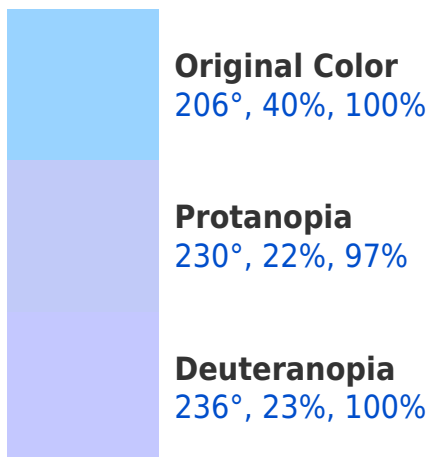 Original Color
206°, 40%, 100%
Protanopia
230°, 22%, 97%
Deuteranopia
236°, 23%, 100%